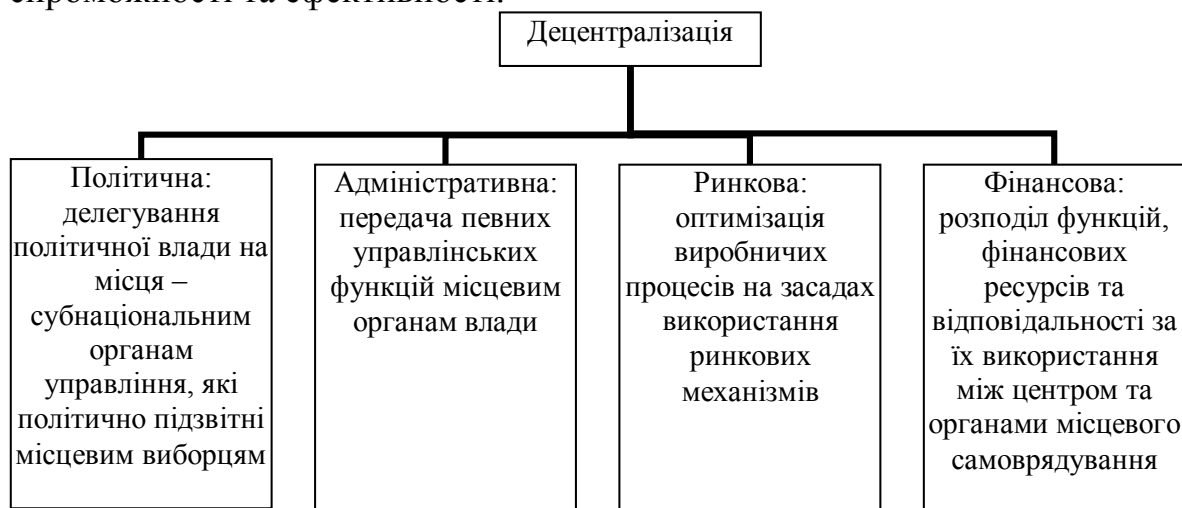 спроможності та ефективності.
Децентралізація
Політична:
делегування
політичної влади на
місця –
субнаціональним
органам
управління, які
політично підзвітні
місцевим виборцям
Адміністративна:
передача певних
управлінських
функцій місцевим
органам влади
Ринкова:
оптимізація
виробничих
процесів на засадах
використання
ринкових
механізмів
Фінансова:
розподіл функцій,
фінансових
ресурсів та
відповідальності за
їх використання
між центром та
органами місцевого
самоврядування